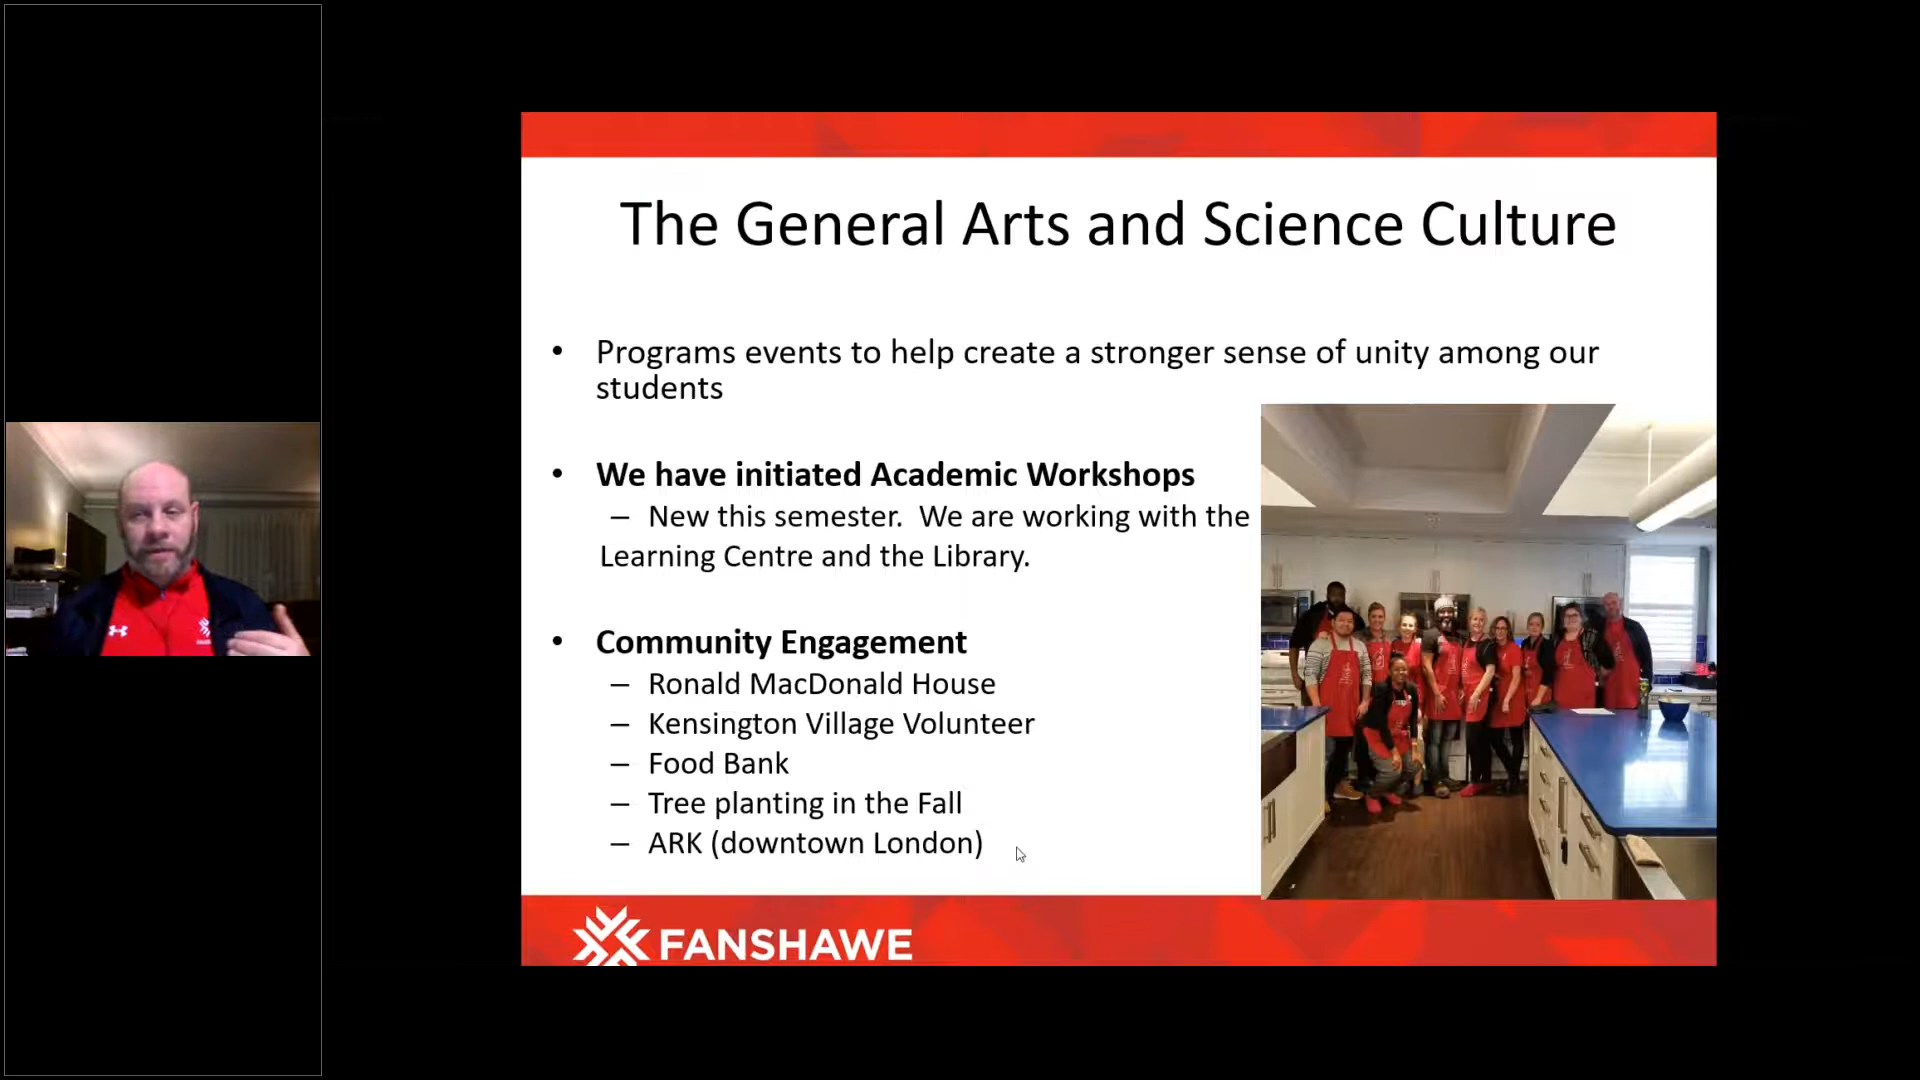 The General Arts and Science Culture
• Programs events to help create a stronger sense of unity among our
students
• We have initiated Academic Workshops
– New this semester.  We are working with the
Learning Centre and the Library.
• Community Engagement
– Ronald MacDonald House
– Kensington Village Volunteer
– Food Bank
– Tree planting in the Fall
– ARK (downtown London)
FANSHAWE